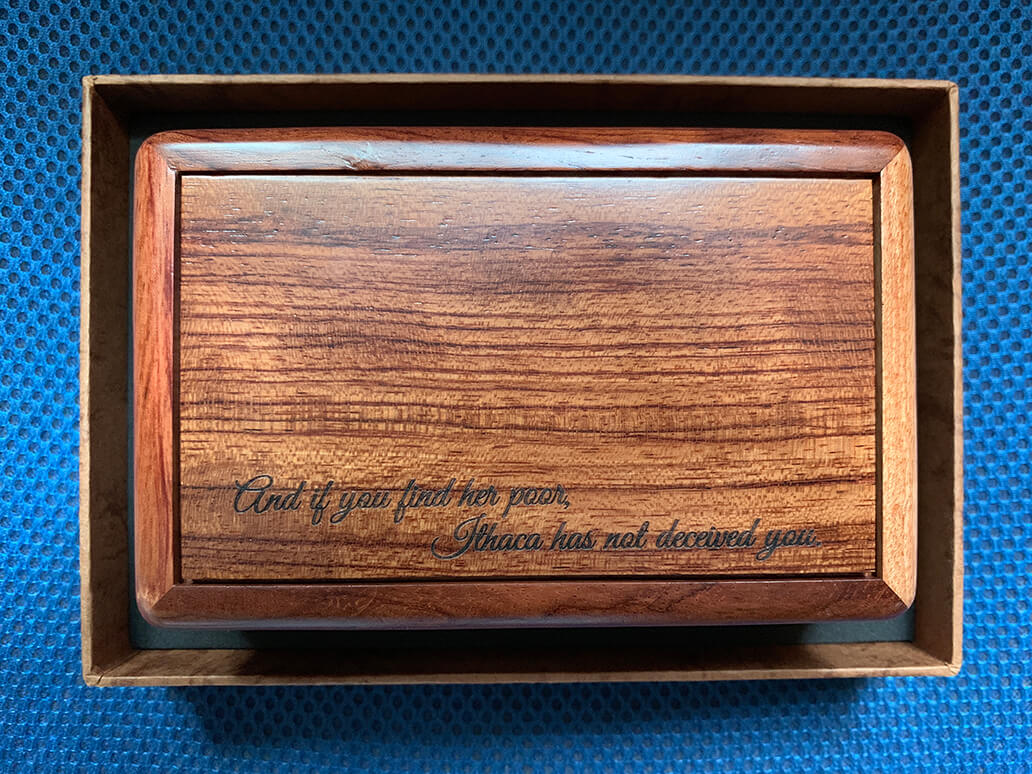 And if you find her poor,
Ithaca has not deceived you.